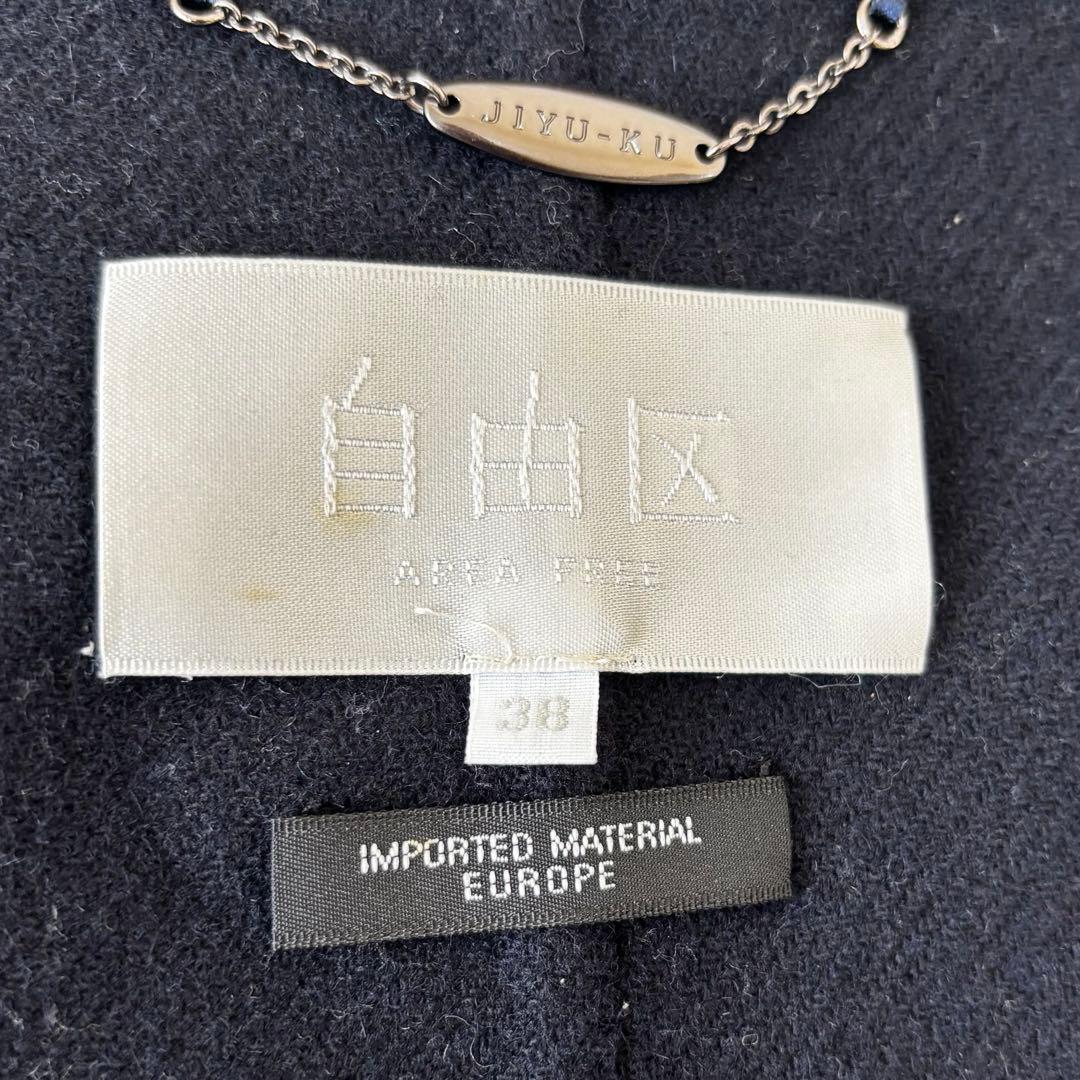 JIYU-KU
自由区
AREA FREE
38
IMPORTED MATERIAL
EUROPE